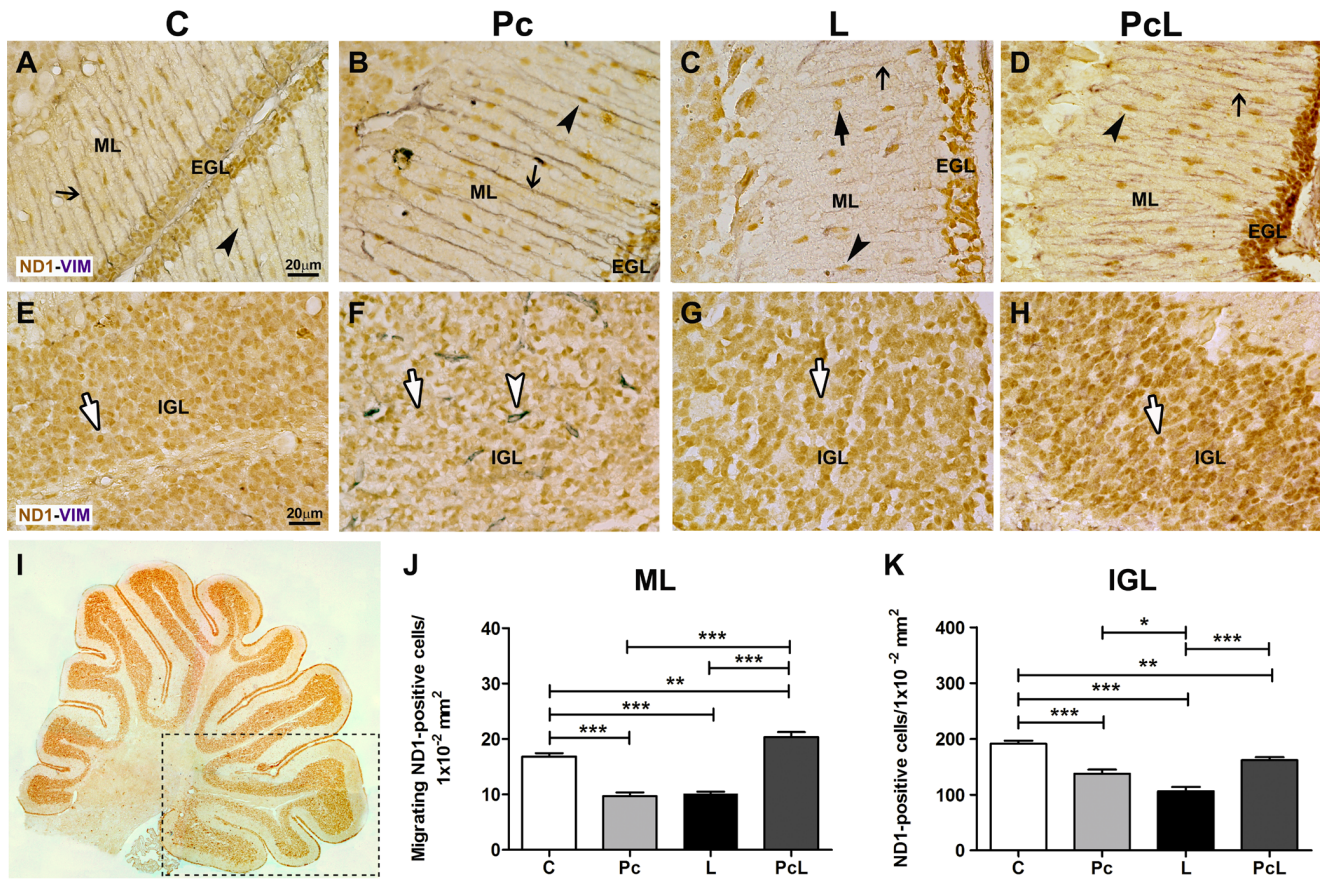 C Pc L PcL
A B C D
ML EGL
ML EGL
ML EGL
ML EGL
ND1-VIM 20µm
E F G H
IGL
IGL
IGL
IGL
ND1-VIM 20µm
I
J ML
Migrating ND1-positive cells/
1x10-2 mm2
40
30
20
10
0
***
***
**
***
***
C Pc L PcL
K IGL
ND1-positive cells/1x10 -2 mm2
400
300
200
100
0
*
***
**
***
***
C Pc L PcL